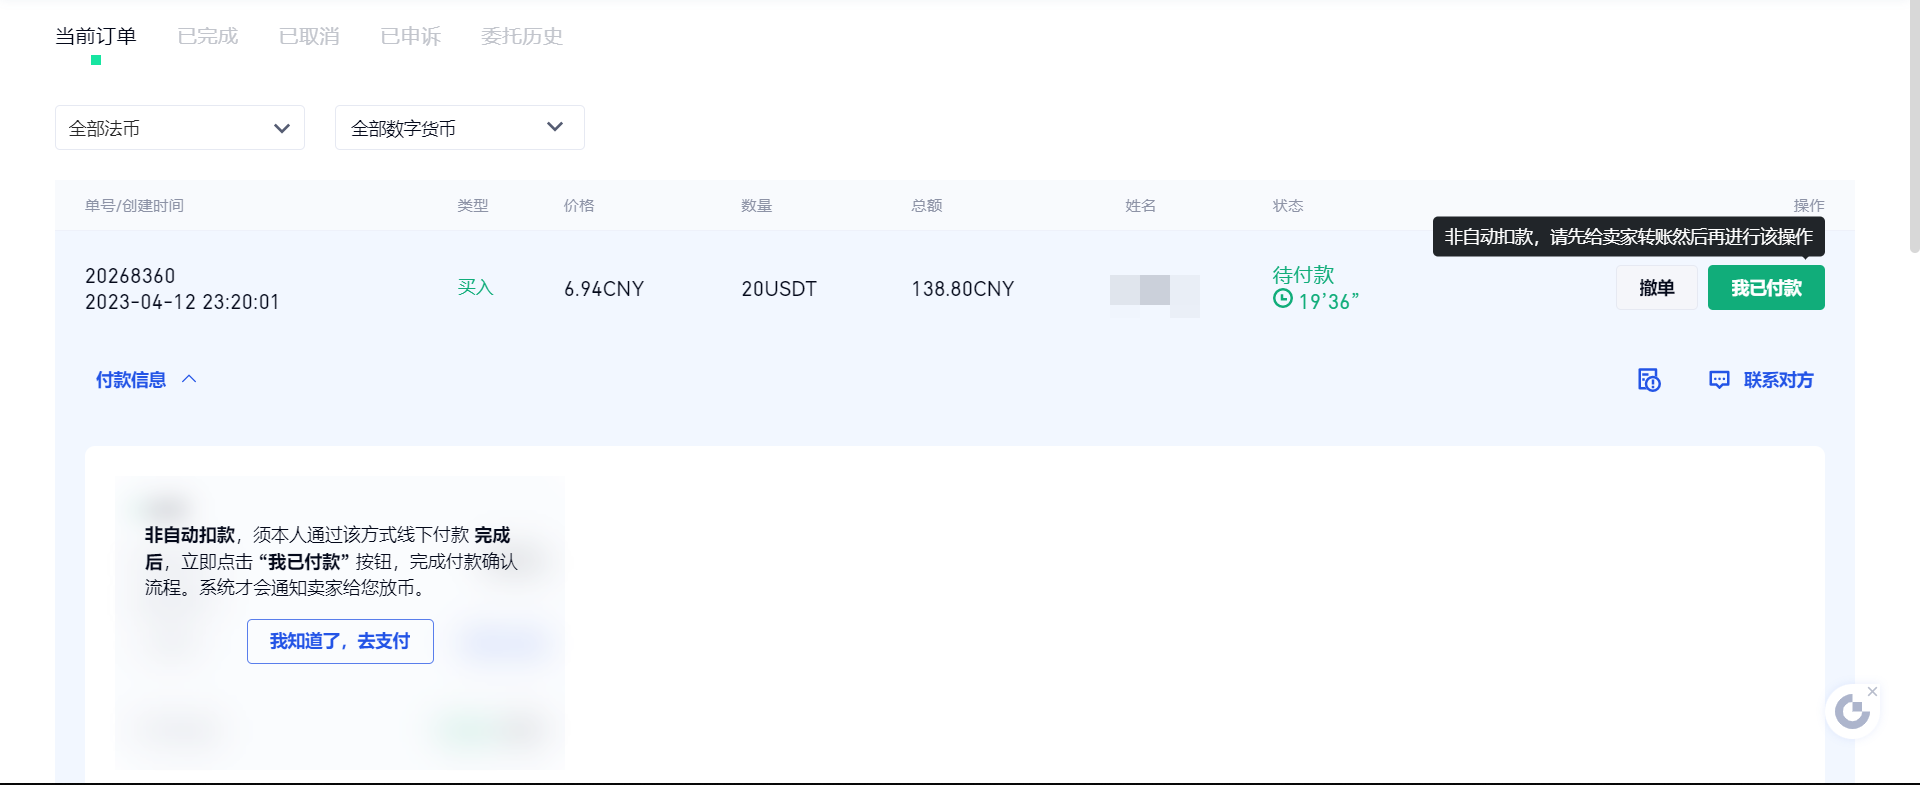 当前订单 已完成 已取消 已申诉 委托历史
全部法币 全部数字货币
单号/创建时间 类型 价格 数量 总额 姓名 状态 操作
非自动扣款，请先给卖家转账然后再进行该操作
20268360
2023-04-12 23:20:01
买入 6.94CNY 20USDT 138.80CNY
待付款
19’36”
撤单 我已付款
付款信息 联系对方
非自动扣款，须本人通过该方式线下付款 完成
后，立即点击 “我已付款” 按钮，完成付款确认
流程。系统才会通知卖家给您放币。
我知道了，去支付